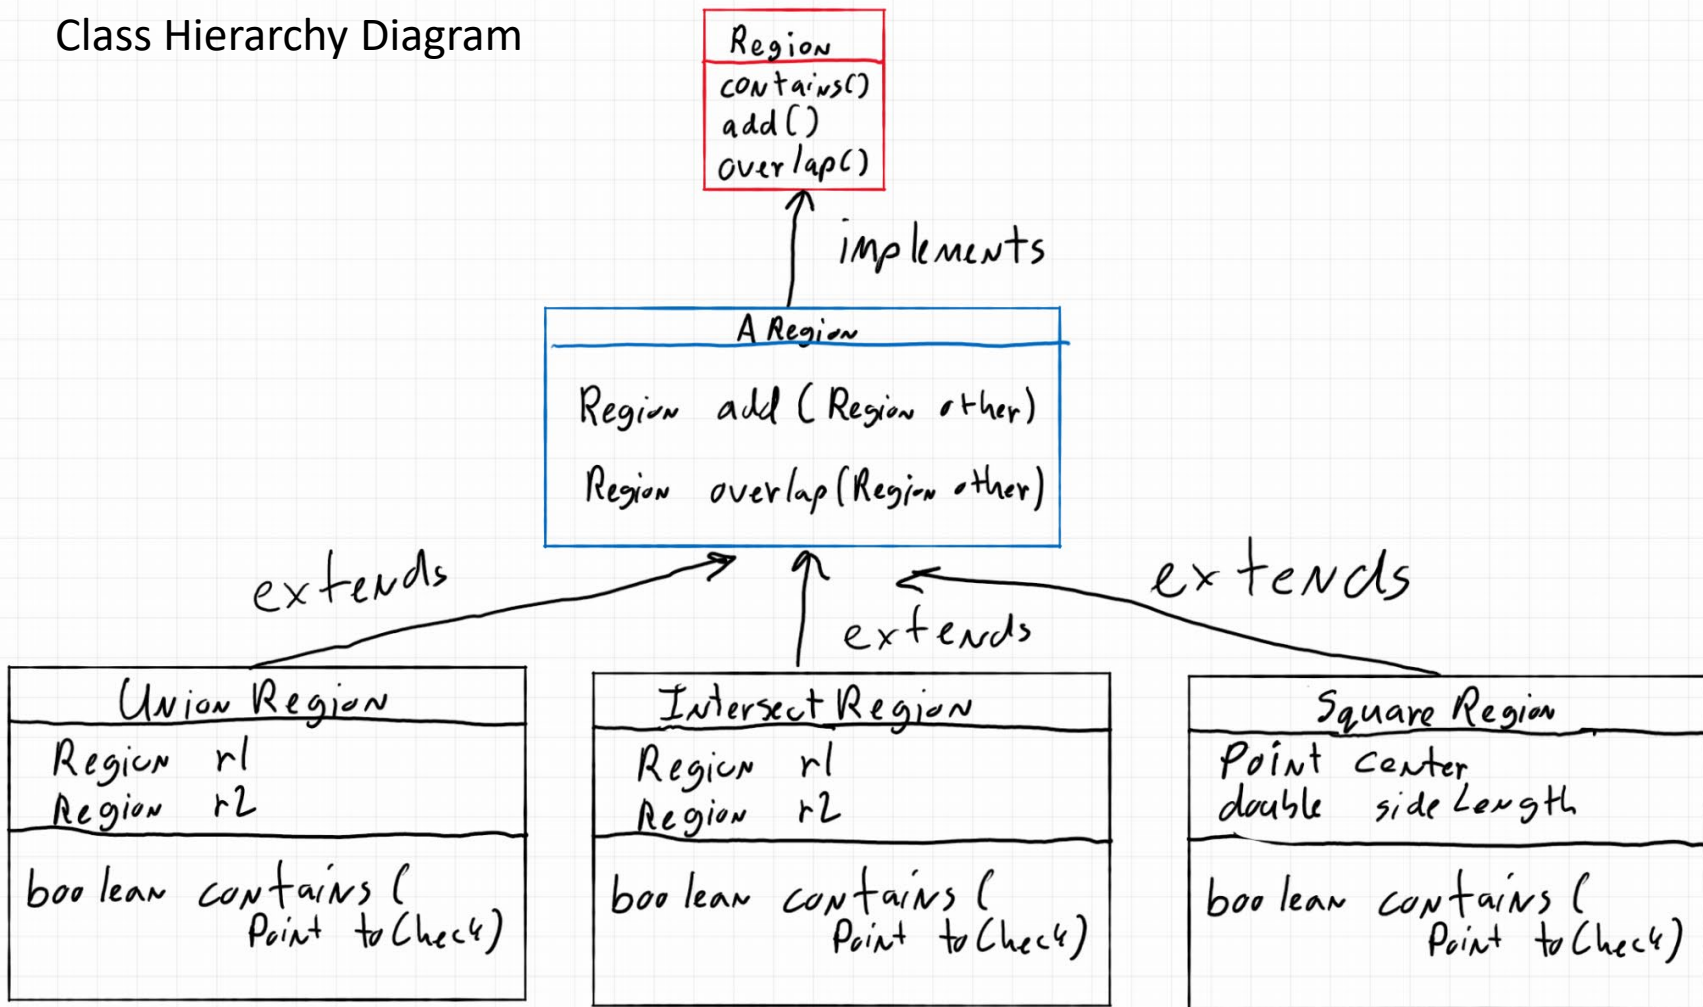 Class Hierarchy Diagram
Region
contains()
add()
overlap()
implements
A Region
Region add (Region other)
Region overlap (Region other)
extends
extends
extends
Union Region
Region r1
Region r2
boolean contains (
Point toCheck)
Intersect Region
Region r1
Region r2
boolean contains (
Point toCheck)
Square Region
Point center
double sideLength
boolean contains (
Point toCheck)